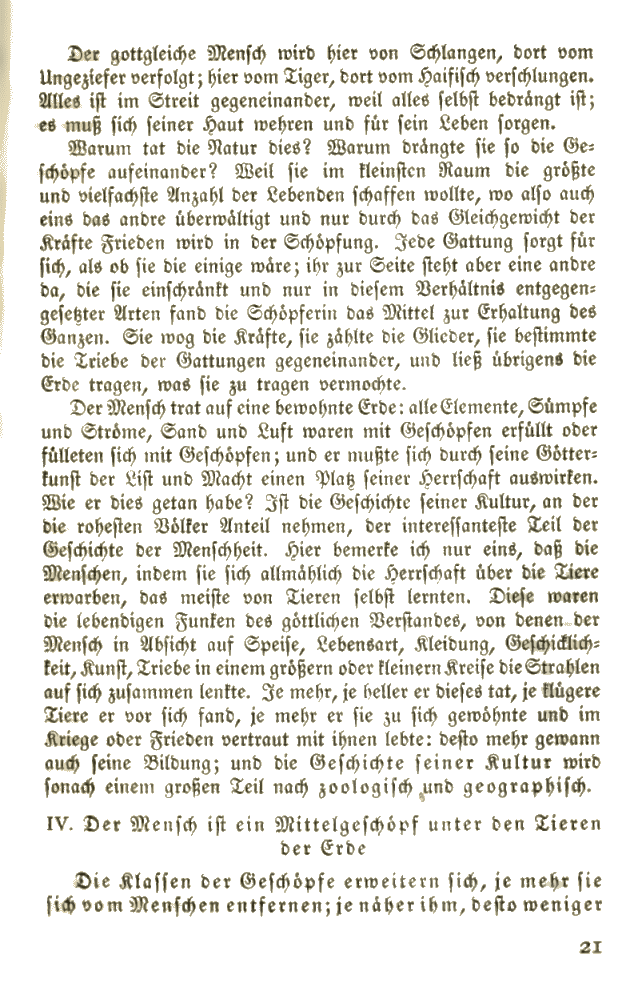 Der gottgleiche Mensch wird hier von Schlangen, dort vom
Ungeziefer verfolgt; hier vom Tiger, dort vom Haifisch verschlungen.
Alles ist im Streit gegeneinander, weil alles selbst bedrängt ist;
es muß sich seiner Haut wehren und für sein Leben sorgen.
Warum tat die Natur dies? Warum drängte sie so die Ge-
schöpfe aufeinander? Weil sie im kleinsten Raum die größte
und vielfachste Anzahl der Lebenden schaffen wollte, wo also auch
eins das andre überwältigt und nur durch das Gleichgewicht der
Kräfte Frieden wird in der Schöpfung. Jede Gattung sorgt für
sich, als ob sie die einige wäre; ihr zur Seite steht aber eine andre
da, die sie einschränkt und nur in diesem Verhältnis entgegen-
gesetzter Arten fand die Schöpferin das Mittel zur Erhaltung des
Ganzen. Sie wog die Kräfte, sie zählte die Glieder, sie bestimmte
die Triebe der Gattungen gegeneinander, und ließ übrigens die
Erde tragen, was sie zu tragen vermochte.
Der Mensch trat auf eine bewohnte Erde: alle Elemente, Sümpfe
und Ströme, Sand und Luft waren mit Geschöpfen erfüllt oder
fülleten sich mit Geschöpfen; und er mußte sich durch seine Götter-
kunst der List und Macht einen Platz seiner Herrschaft auswirken.
Wie er dies getan habe? Ist die Geschichte seiner Kultur, an der
die rohesten Völker Anteil nehmen, der interessanteste Teil der
Geschichte der Menschheit. Hier bemerke ich nur eins, daß die
Menschen, indem sie sich allmählich die Herrschaft über die Tiere
erwarben, das meiste von Tieren selbst lernten. Diese waren
die lebendigen Funken des göttlichen Verstandes, von denen der
Mensch in Absicht auf Speise, Lebensart, Kleidung, Geschicklich-
keit, Kunst, Triebe in einem größern oder kleinern Kreise die Strahlen
auf sich zusammen lenkte. Je mehr, je heller er dieses tat, je klügere
Tiere er vor sich fand, je mehr er sie zu sich gewöhnte und im
Kriege oder Frieden vertraut mit ihnen lebte: desto mehr gewann
auch seine Bildung; und die Geschichte seiner Kultur wird
sonach einem großen Teil nach zoologisch und geographisch.
IV. Der Mensch ist ein Mittelgeschöpf unter den Tieren
der Erde
Die Klassen der Geschöpfe erweitern sich, je mehr sie
sich vom Menschen entfernen; je näher ihm, desto weniger
21